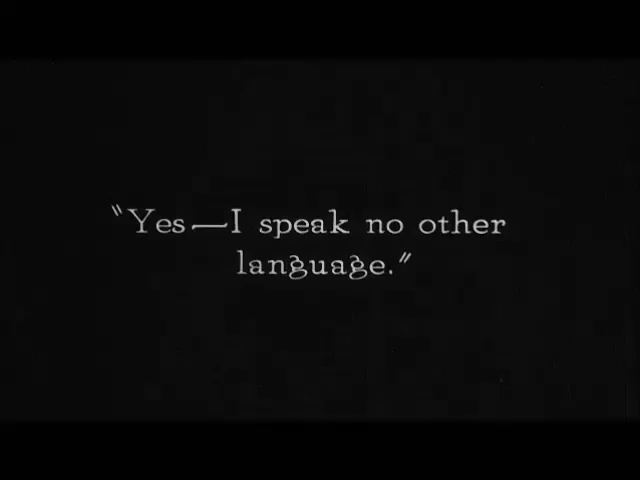 "Yes—I speak no other
language."